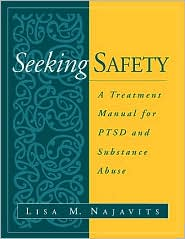 Seeking SAFETY
A Treatment
Manual for
PTSD and
Substance
Abuse
LISA M. NAJAVITS